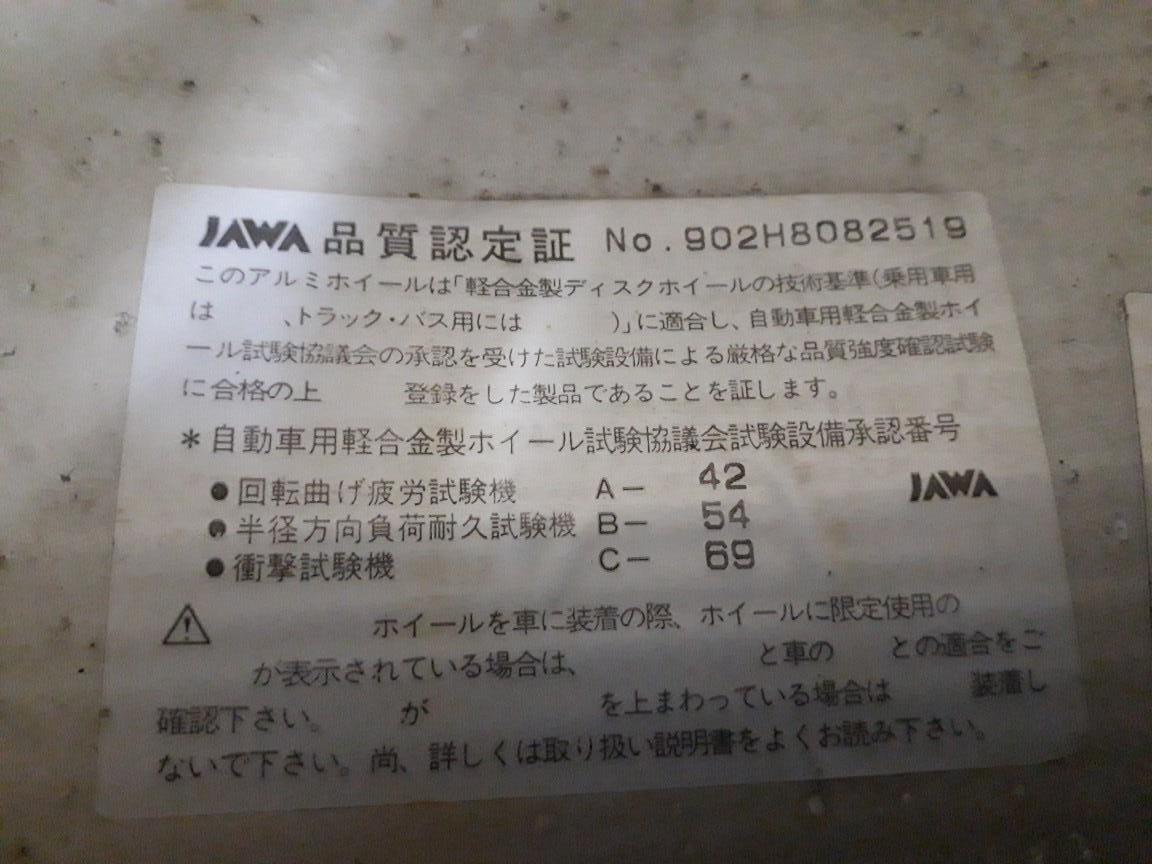 JAWA 品質認定証 No.902H8082519
このアルミホイールは「軽合金製ディスクホイールの技術基準(乗用車用
は 、トラック・バス用には )」に適合し、自動車用軽合金製ホイ
ール試験協議会の承認を受けた試験設備による厳格な品質強度確認試験
に合格の上 登録をした製品であることを証します。
*自動車用軽合金製ホイール試験協議会試験設備承認番号
●回転曲げ疲労試験機 A- 42
JAWA
●半径方向負荷耐久試験機 B- 54
●衝撃試験機 C- 69
ホイールを車に装着の際、ホイールに限定使用の
が表示されている場合は、 と車の との適合をご
確認下さい。 が を上まわっている場合は 装着し
ないで下さい。尚、詳しくは取り扱い説明書をよくお読み下さい。